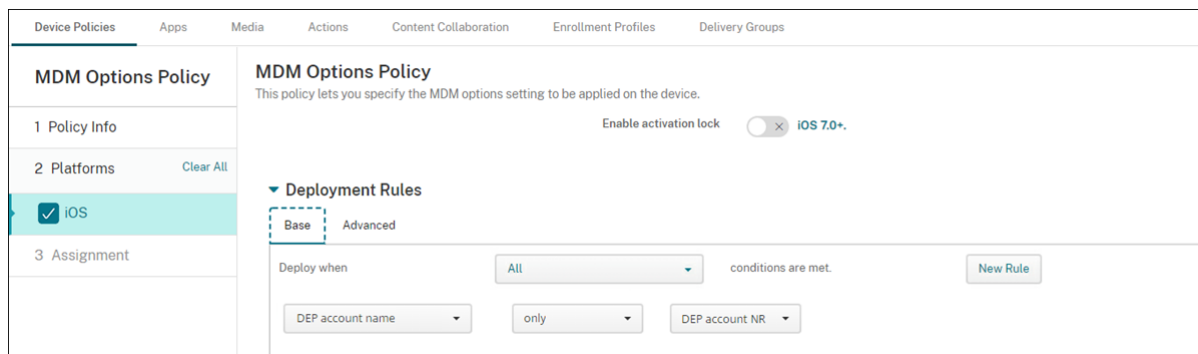 Device Policies Apps Media Actions Content Collaboration Enrollment Profiles Delivery Groups
MDM Options Policy
1 Policy Info
2 Platforms Clear All
iOS
3 Assignment
MDM Options Policy
This policy lets you specify the MDM options setting to be applied on the device.
Enable activation lock iOS 7.0+.
Deployment Rules
Base Advanced
Deploy when All conditions are met. New Rule
DEP account name only DEP account NR